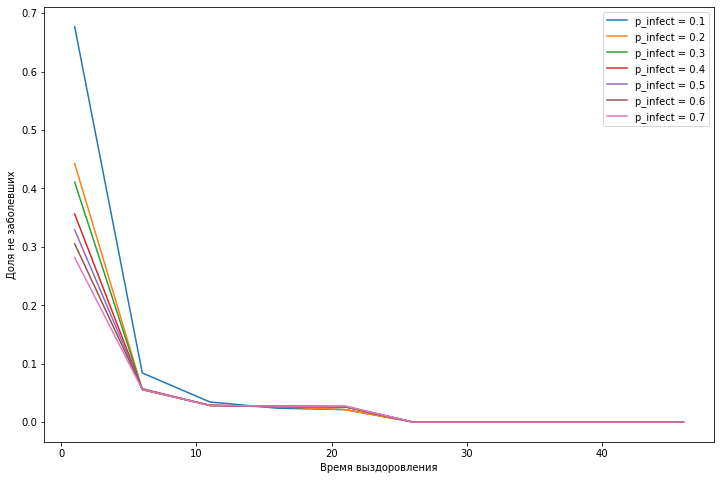 0.7
0.6
0.5
0.4
0.3
0.2
0.1
0.0
Доля не заболевших
p_infect = 0.1
p_infect = 0.2
p_infect = 0.3
p_infect = 0.4
p_infect = 0.5
p_infect = 0.6
p_infect = 0.7
0 10 20 30 40
Время выздоровления